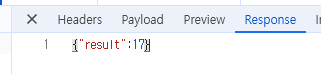 Headers Payload Preview Response
1 {"result":17}